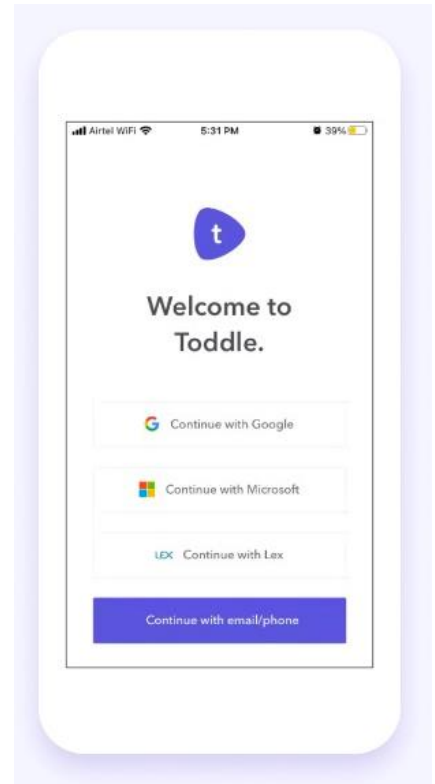 Airtel WiFi 5:31 PM 39%
t
Welcome to
Toddle.
Continue with Google
Continue with Microsoft
LEX Continue with Lex
Continue with email/phone